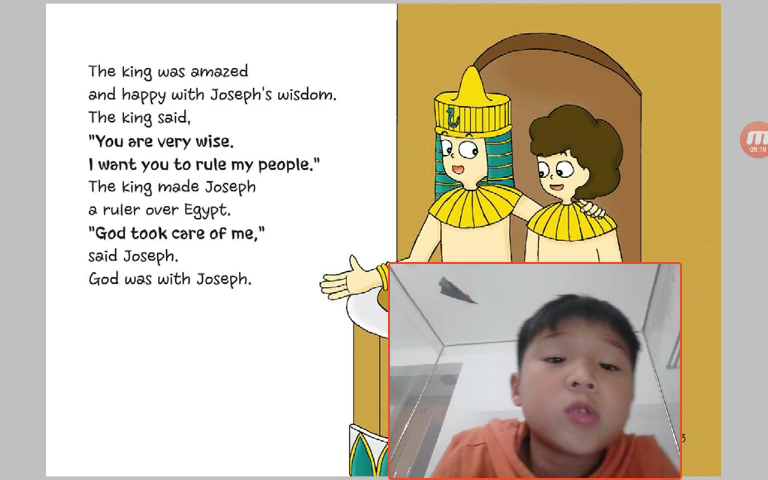 The king was amazed
and happy with Joseph's wisdom.
The king said,
"You are very wise.
I want you to rule my people."
The king made Joseph
a ruler over Egypt.
"God took care of me,"
said Joseph.
God was with Joseph.
09:19